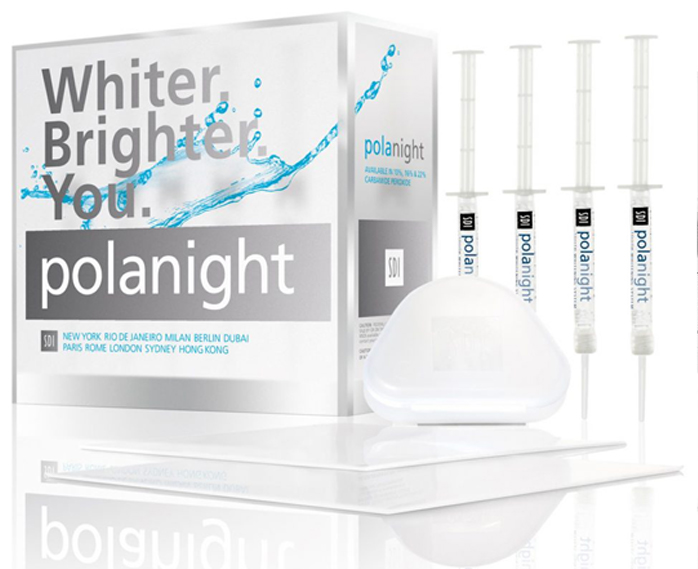 Whiter.
Brighter.
You.
polanight
SDI
NEW YORK RIO DE JANEIRO MILAN BERLIN DUBAI
PARIS ROME LONDON SYDNEY HONG KONG
polanight
AVAILABLE IN 10%, 16% & 22%
CARBAMIDE PEROXIDE
SDI
SDI
polan
SDI
polanight
SDI
polanight
SDI
polanight